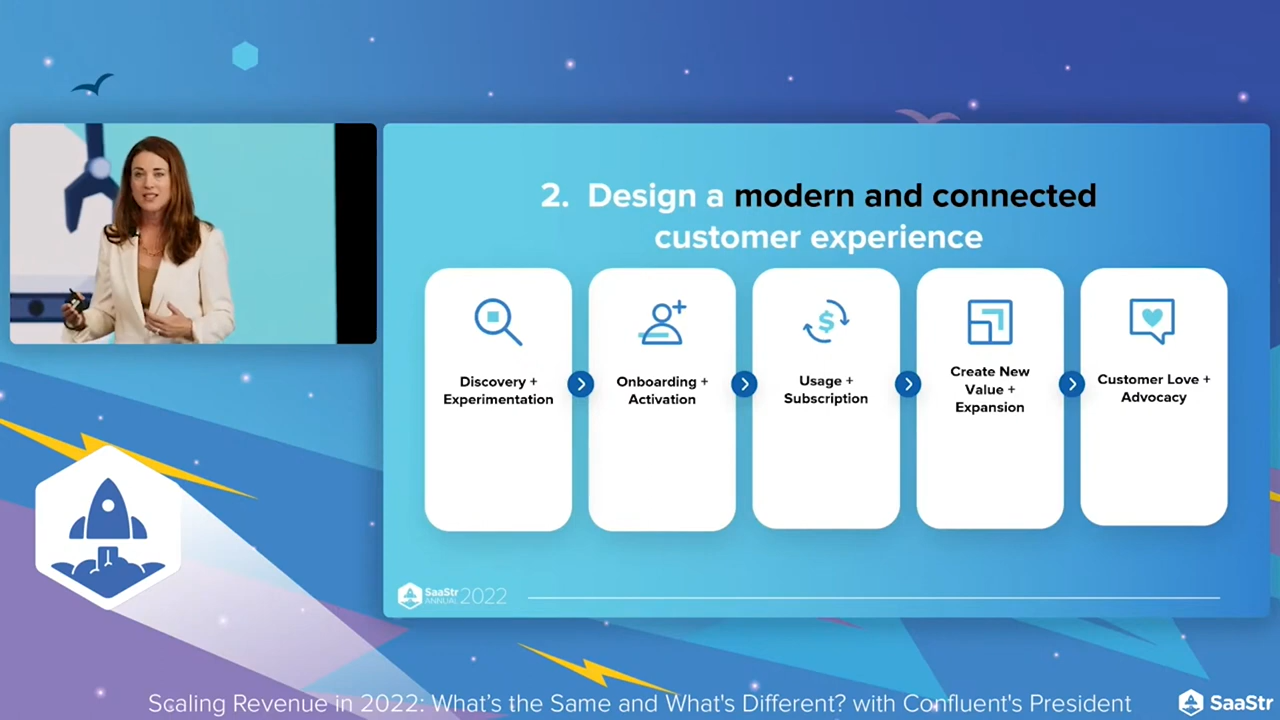 2. Design a modern and connected
customer experience
Discovery +
Experimentation
Onboarding +
Activation
Usage +
Subscription
Create New
Value +
Expansion
Customer Love +
Advocacy
SaaStr
ANNUAL 2022
Scaling Revenue in 2022: What's the Same and What's Different? with Confluent's President
SaaStr